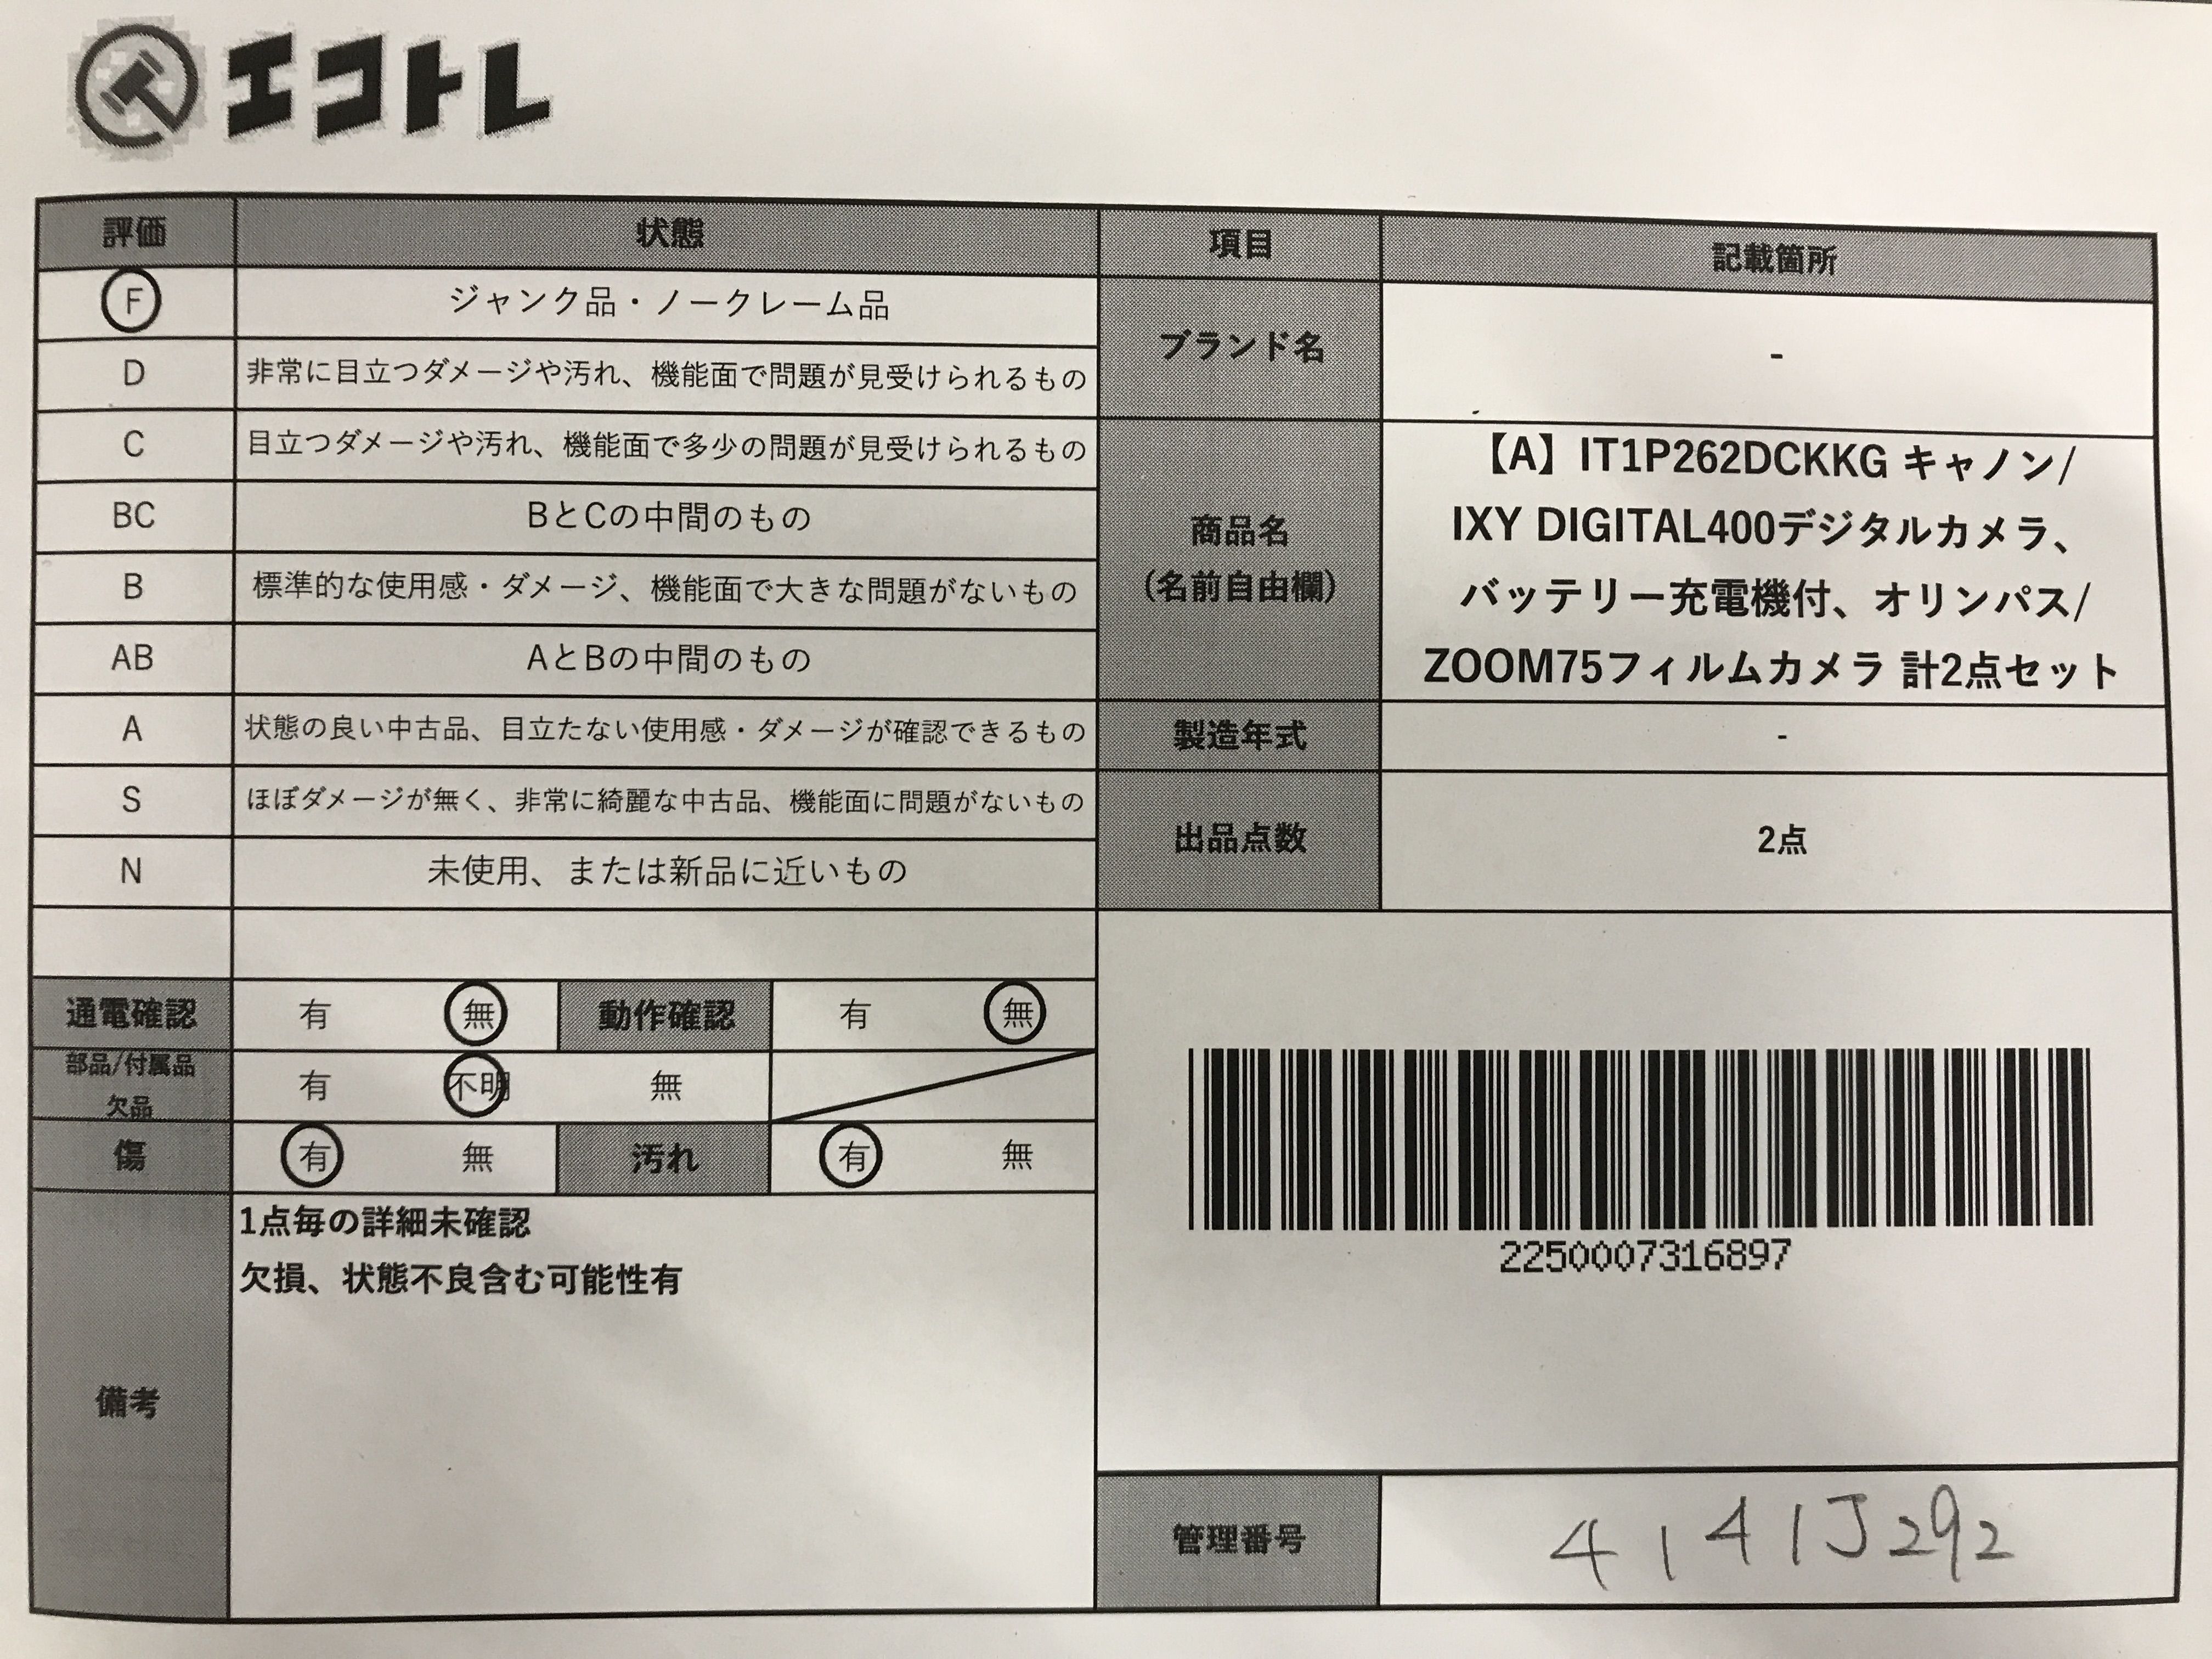 エコトレ
評価 状態
F ジャンク品・ノークレーム品
D 非常に目立つダメージや汚れ、機能面で問題が見受けられるもの
C 目立つダメージや汚れ、機能面で多少の問題が見受けられるもの
BC BとCの中間のもの
B 標準的な使用感・ダメージ、機能面で大きな問題がないもの
AB AとBの中間のもの
A 状態の良い中古品、目立たない使用感・ダメージが確認できるもの
S ほぼダメージが無く、非常に綺麗な中古品、機能面に問題がないもの
N 未使用、または新品に近いもの
通電確認 有 無 動作確認 有 無
部品/付属品
欠品
有 不明 無
傷 有 無 汚れ 有 無
備考
1点毎の詳細未確認
欠損、状態不良含む可能性有
項目 記載箇所
ブランド名 -
商品名
(名前自由欄)
【A】IT1P262DCKKG キャノン/
IXY DIGITAL400デジタルカメラ、
バッテリー充電機付、オリンパス/
ZOOM75フィルムカメラ 計2点セット
製造年式 -
出品点数 2点
2250007316897
管理番号 4141J292